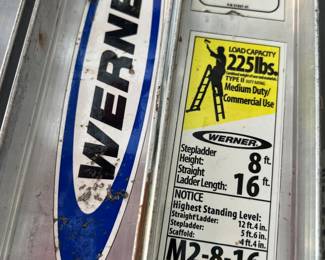 WERNE
LOAD CAPACITY
225 lbs.
TYPE II
Medium Duty/
Commercial Use
WERNER
Stepladder
Height: 8 ft.
Straight
Ladder Length: 16 ft.
NOTICE
Highest Standing Level:
Straight Ladder: 12 ft. 4 in.
Stepladder: 5 ft. 6 in.
Scaffold: 4 ft. 4 in.
M2-8-16